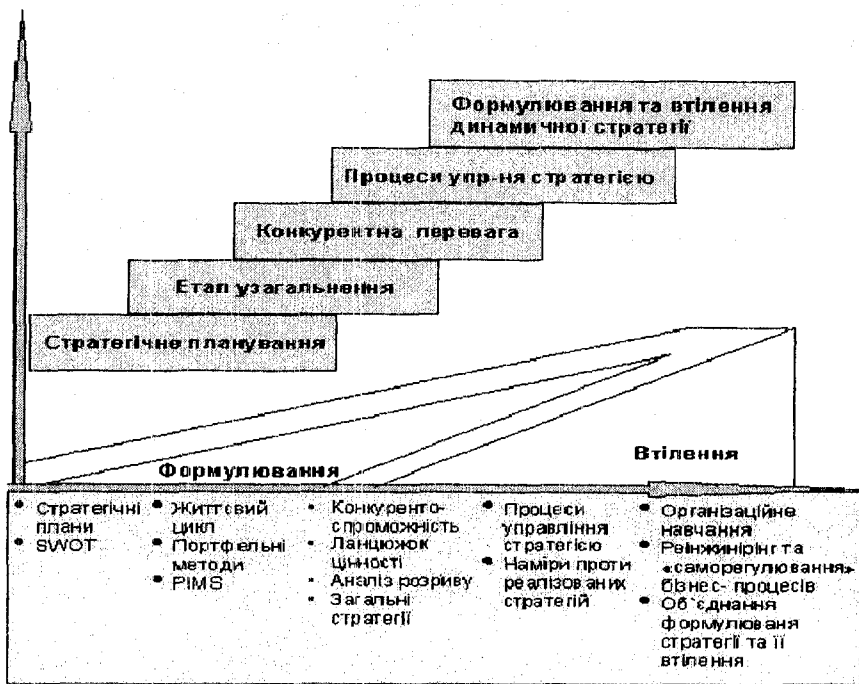 Формулювання та втілення
динамичної стратегії
Процеси упр-ня стратегією
Конкурентна перевага
Етап узагальнення
Стратегічне планування
Формулювання
Втілення
• Стратегічні
плани
• SWOT
• Життєвий
цикл
• Портфельні
методи
• PIMS
• Конкуренто-
спроможність
• Ланцюжок
цінності
• Аналіз розриву
• Загальні
стратегії
• Процеси
управління
стратегією
• Наміри проти
реалізованих
стратегій
• Організаційне
навчання
• Реінжинірінг та
«саморегулювання»
бізнес- процесів
• Об`єднання
формулюваня
стратегії та її
втілення